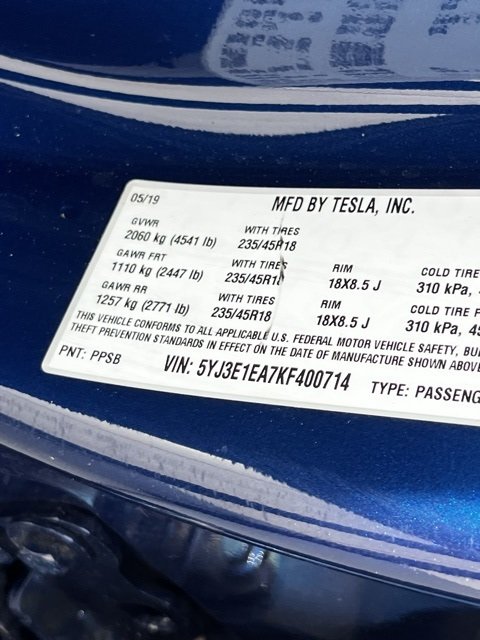 05/19 MFD BY TESLA, INC.
GVWR WITH TIRES
2060 kg (4541 lb) 235/45R18
GAWR FRT WITH TIRES RIM COLD TIRE
1110 kg (2447 lb) 235/45R18 18X8.5 J 310 kPa,
GAWR RR WITH TIRES RIM COLD TIRE
1257 kg (2771 lb) 235/45R18 18X8.5 J 310 kPa,
THIS VEHICLE CONFORMS TO ALL APPLICABLE U.S. FEDERAL MOTOR VEHICLE SAFETY,
THEFT PREVENTION STANDARDS IN EFFECT ON THE DATE OF MANUFACTURE SHOWN
PNT: PPSB VIN: 5YJ3E1EA7KF400714 TYPE: PASSENG